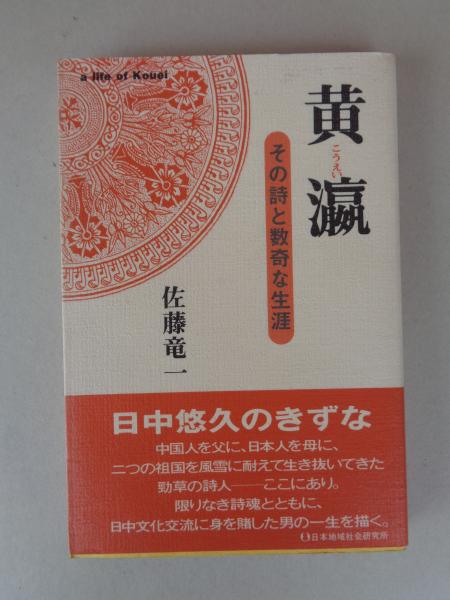 a life of Kouei
黄瀛
こうえい
その詩と数奇な生涯
佐藤竜一
日中悠久のきずな
中国人を父に、日本人を母に、
二つの祖国を風雪に耐えて生き抜いてきた
勁草の詩人──ここにあり。
限りなき詩魂とともに、
日中文化交流に身を賭した男の一生を描く。
日本地域社会研究所